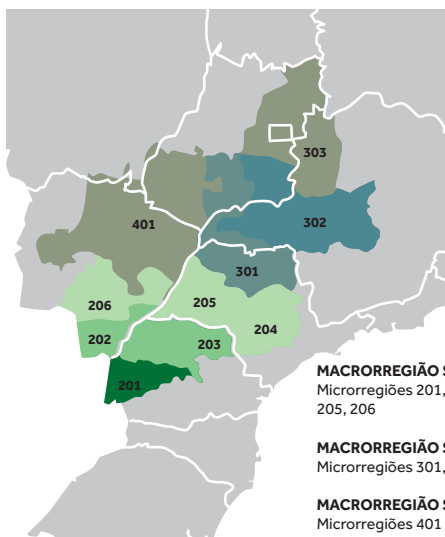 303
401
302
301
206
205
202
203
204
201
MACRORREGIÃO S
Microrregiões 201,
205, 206
MACRORREGIÃO S
Microrregiões 301,
MACRORREGIÃO S
Microrregiões 401